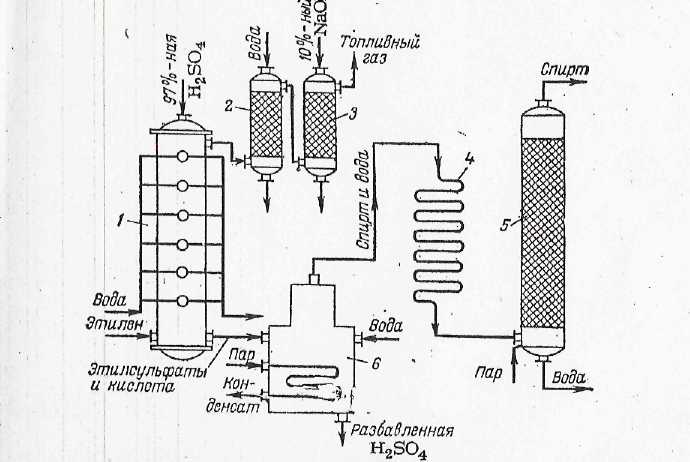 97%-ная
H₂SO₄
Вода
10%-ный
NaO
Топливный
газ
Спирт
2
3
4
1
Спирт и вода
5
Вода
Этилен
Вода
6
Этилсульфаты
и кислота
Пар
Кон-
денсат
Пар
Вода
Разбавленная
H₂SO₄